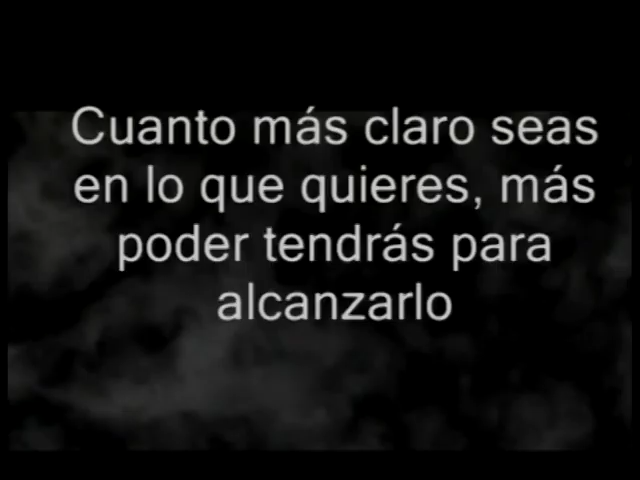 Cuanto más claro seas
en lo que quieres, más
poder tendrás para
alcanzarlo